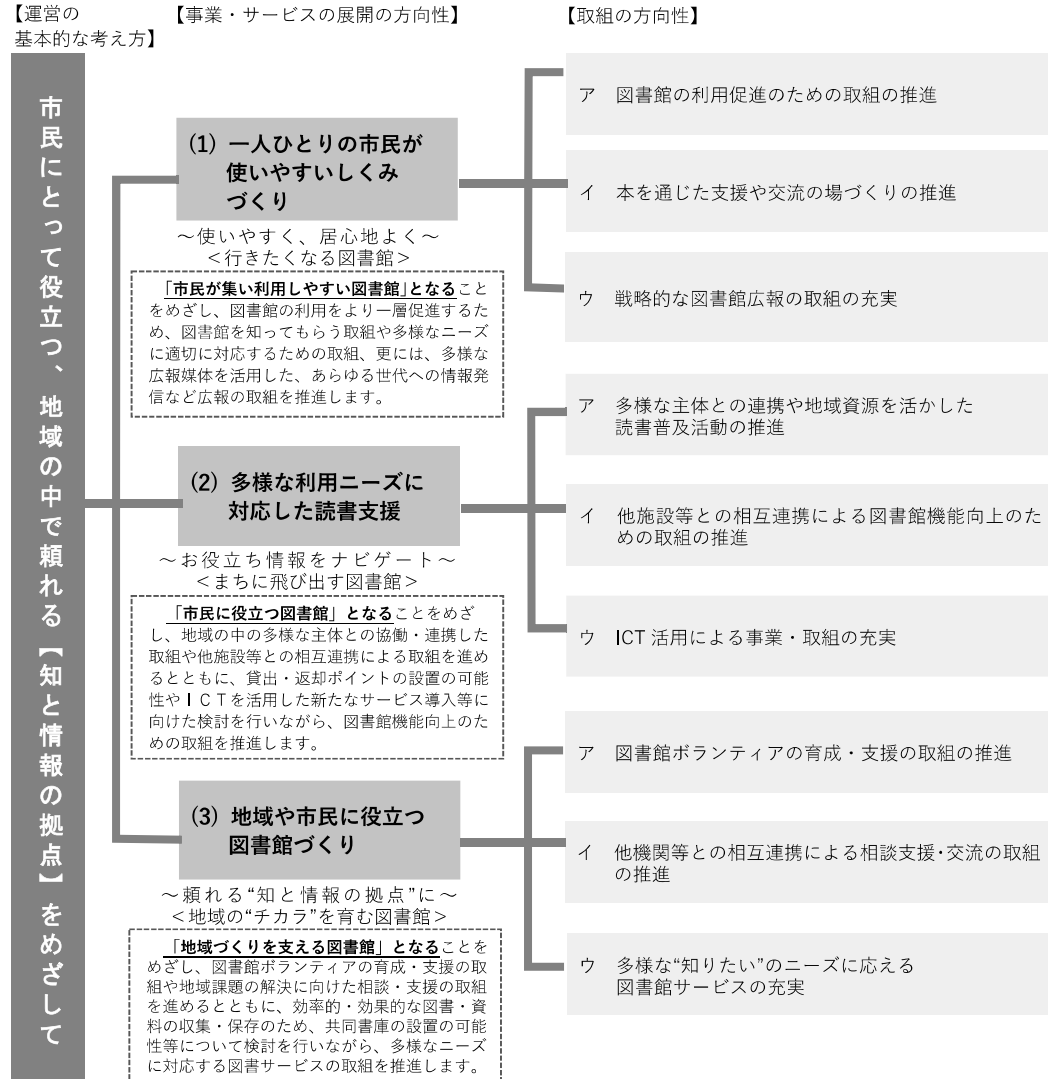 【運営の
基本的な考え方】
【事業・サービスの展開の方向性】
【取組の方向性】
市民にとって役立つ、地域の中で頼れる【知と情報の拠点】をめざして
(1) 一人ひとりの市民が
使いやすいしくみ
づくり
～使いやすく、居心地よく～
＜行きたくなる図書館＞
「市民が集い利用しやすい図書館」となること
をめざし、図書館の利用をより一層促進するた
め、図書館を知ってもらう取組や多様なニーズ
に適切に対応するための取組、更には、多様な
広報媒体を活用した、あらゆる世代への情報発
信など広報の取組を推進します。
ア 図書館の利用促進のための取組の推進
イ 本を通じた支援や交流の場づくりの推進
ウ 戦略的な図書館広報の取組の充実
(2) 多様な利用ニーズに
対応した読書支援
～お役立ち情報をナビゲート～
＜まちに飛び出す図書館＞
「市民に役立つ図書館」となることをめざ
し、地域の中の多様な主体との協働・連携した
取組や他施設等との相互連携による取組を進め
るとともに、貸出・返却ポイントの設置の可能
性やＩＣＴを活用した新たなサービス導入等に
向けた検討を行いながら、図書館機能向上のた
めの取組を推進します。
ア 多様な主体との連携や地域資源を活かした
読書普及活動の推進
イ 他施設等との相互連携による図書館機能向上のた
めの取組の推進
ウ ICT 活用による事業・取組の充実
(3) 地域や市民に役立つ
図書館づくり
～頼れる“知と情報の拠点”に～
＜地域の“チカラ”を育む図書館＞
「地域づくりを支える図書館」となることを
めざし、図書館ボランティアの育成・支援の取
組や地域課題の解決に向けた相談・支援の取組
を進めるとともに、効率的・効果的な図書・資
料の収集・保存のため、共同書庫の設置の可能
性等について検討を行いながら、多様なニーズ
に対応する図書サービスの取組を推進します。
ア 図書館ボランティアの育成・支援の取組の推進
イ 他機関等との相互連携による相談支援・交流の取組
の推進
ウ 多様な“知りたい”のニーズに応える
図書館サービスの充実